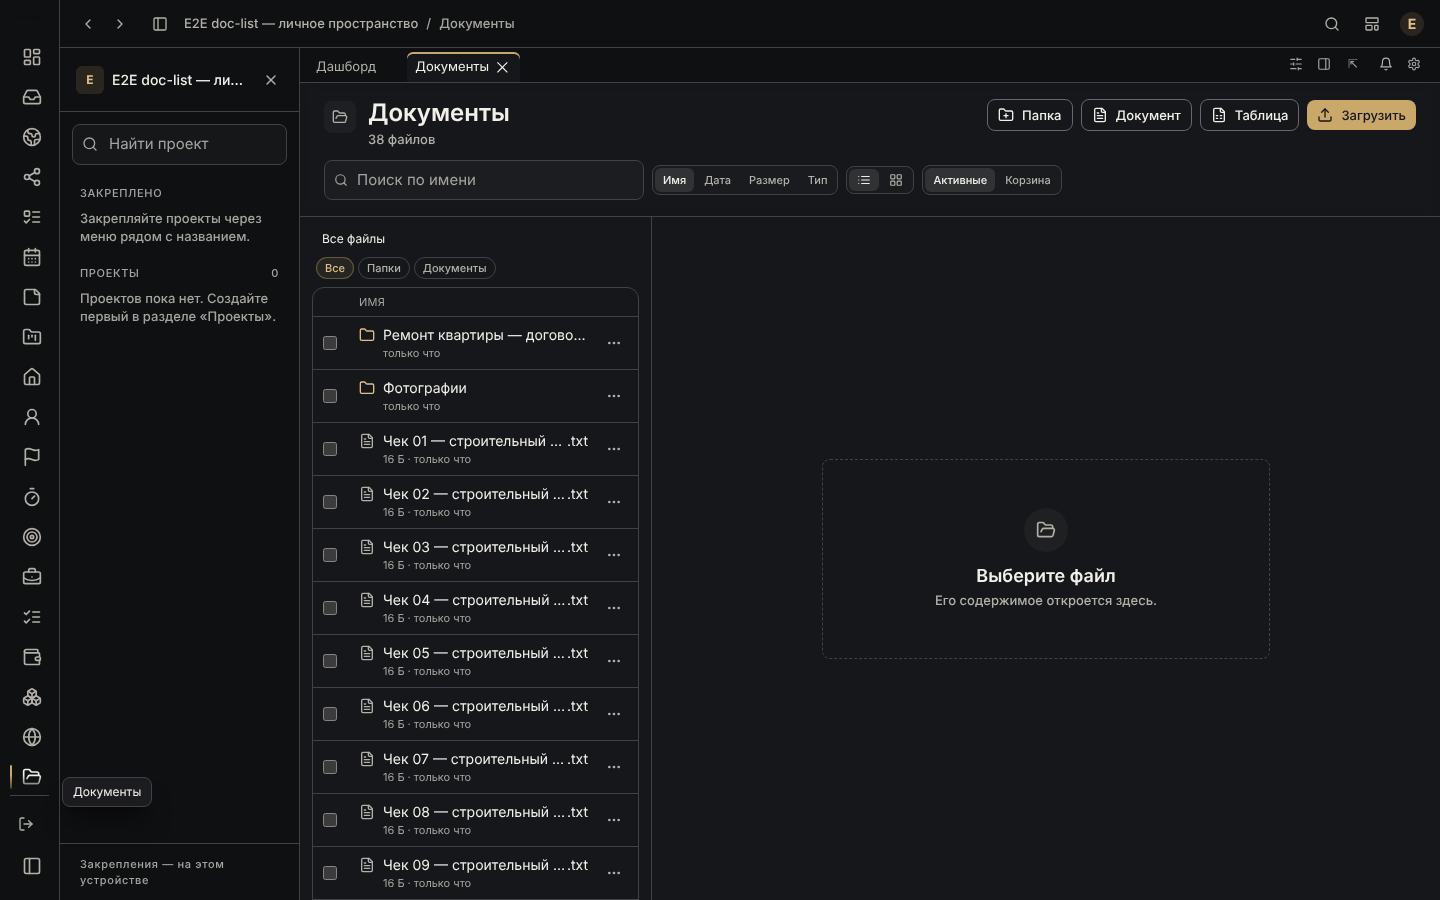 E2E doc-list — личное пространство / Документы
E
E
E2E doc-list — ли...
Найти проект
ЗАКРЕПЛЕНО
Закрепляйте проекты через
меню рядом с названием.
ПРОЕКТЫ 0
Проектов пока нет. Создайте
первый в разделе «Проекты».
Документы
Закрепления — на этом
устройстве
Дашборд
Документы
Документы
38 файлов
Папка
Документ
Таблица
Загрузить
Поиск по имени
Имя Дата Размер Тип
Активные Корзина
Все файлы
Все Папки Документы
ИМЯ
Ремонт квартиры — догово...
только что
Фотографии
только что
Чек 01 — строительный ... .txt
16 Б · только что
Чек 02 — строительный ... .txt
16 Б · только что
Чек 03 — строительный ... .txt
16 Б · только что
Чек 04 — строительный ... .txt
16 Б · только что
Чек 05 — строительный ... .txt
16 Б · только что
Чек 06 — строительный ... .txt
16 Б · только что
Чек 07 — строительный ... .txt
16 Б · только что
Чек 08 — строительный ... .txt
16 Б · только что
Чек 09 — строительный ... .txt
16 Б · только что
Выберите файл
Его содержимое откроется здесь.